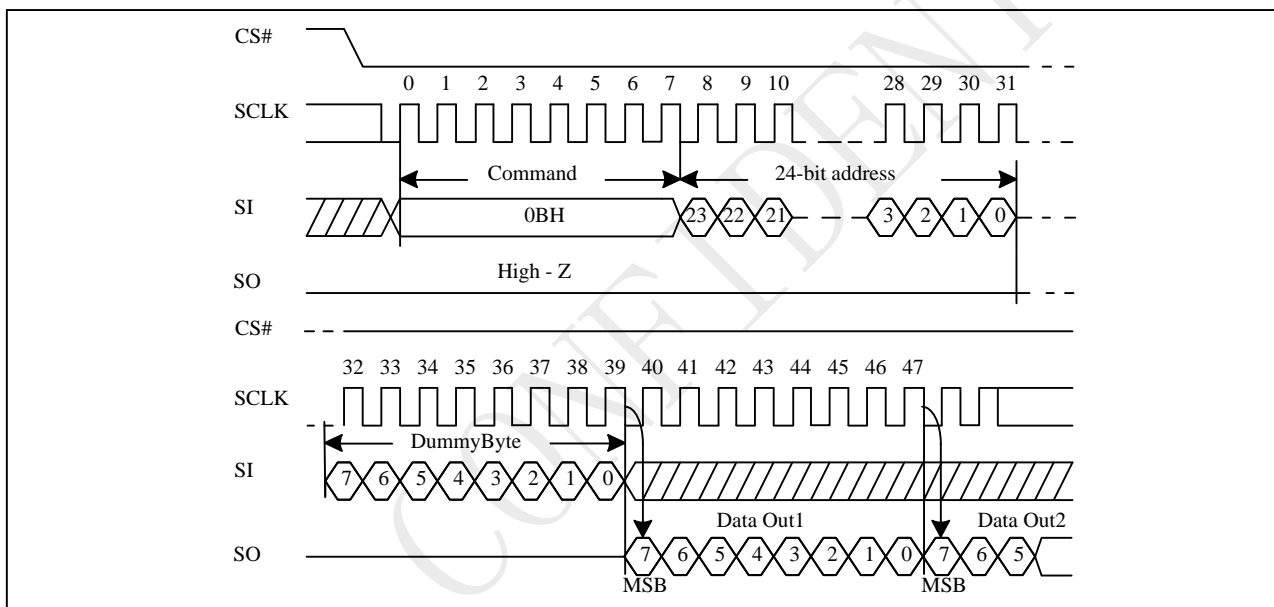 CS#
0 1 2 3 4 5 6 7 8 9 10 28 29 30 31
SCLK
Command 24-bit address
SI 0BH 23 22 21 3 2 1 0
High - Z
SO
CS#
32 33 34 35 36 37 38 39 40 41 42 43 44 45 46 47
SCLK
DummyByte
SI 7 6 5 4 3 2 1 0
Data Out1 Data Out2
SO 7 6 5 4 3 2 1 0 7 6 5
MSB MSB
CONFIDENT